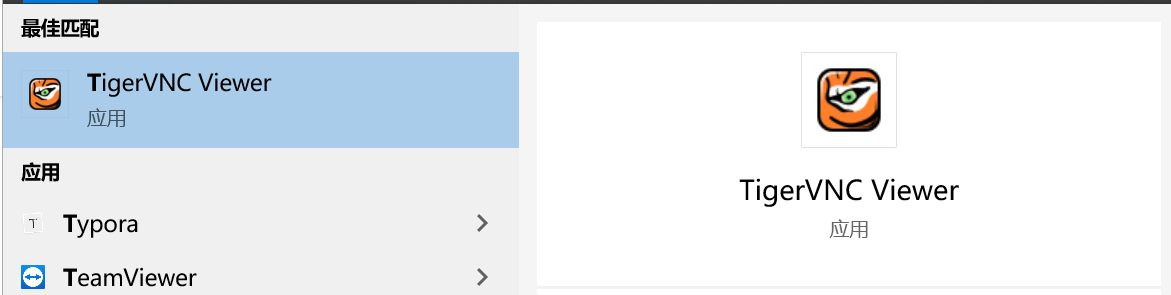 最佳匹配
TigerVNC Viewer
应用
应用
T Typora
TeamViewer
TigerVNC Viewer
应用